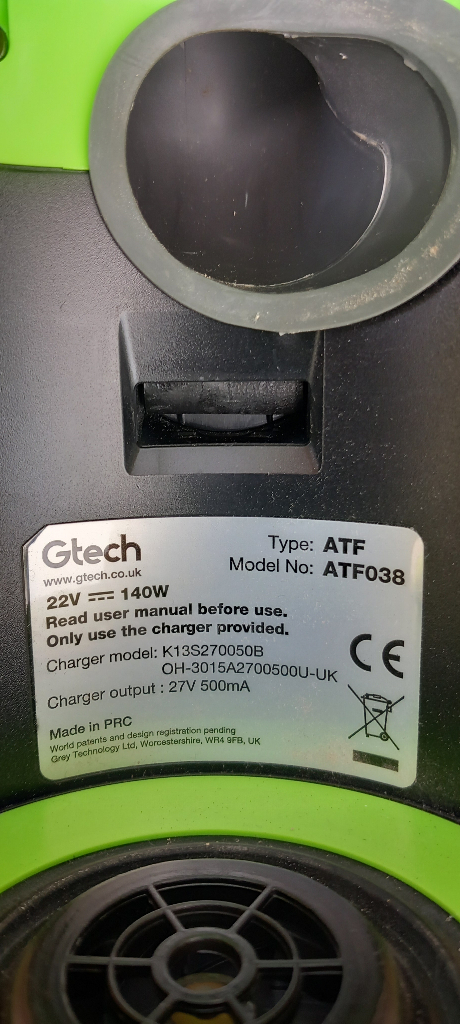 Gtech
www.gtech.co.uk
Type: ATF
Model No: ATF038
22V ⎓ 140W
Read user manual before use.
Only use the charger provided.
Charger model: K13S270050B
OH-3015A2700500U-UK
Charger output : 27V 500mA
CE
Made in PRC
World patents and design registration pending
Grey Technology Ltd, Worcestershire, WR4 9FB, UK